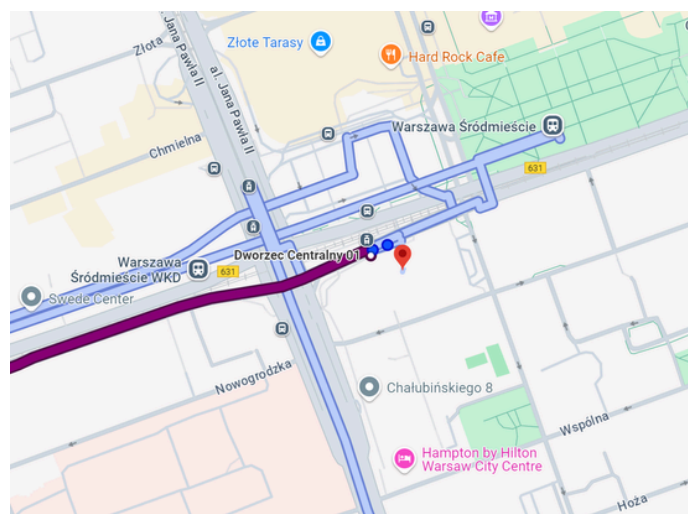 Złota
Jana Pawła II
al. Jana Pawła II
Złote Tarasy
Hard Rock Cafe
Chmielna
Warszawa Śródmieście
631
Dworzec Centralny 01
Warszawa
Śródmieście WKD
631
Swede Center
Nowogrodzka
Chałubińskiego 8
Wspólna
Hampton by Hilton
Warsaw City Centre
Hoża